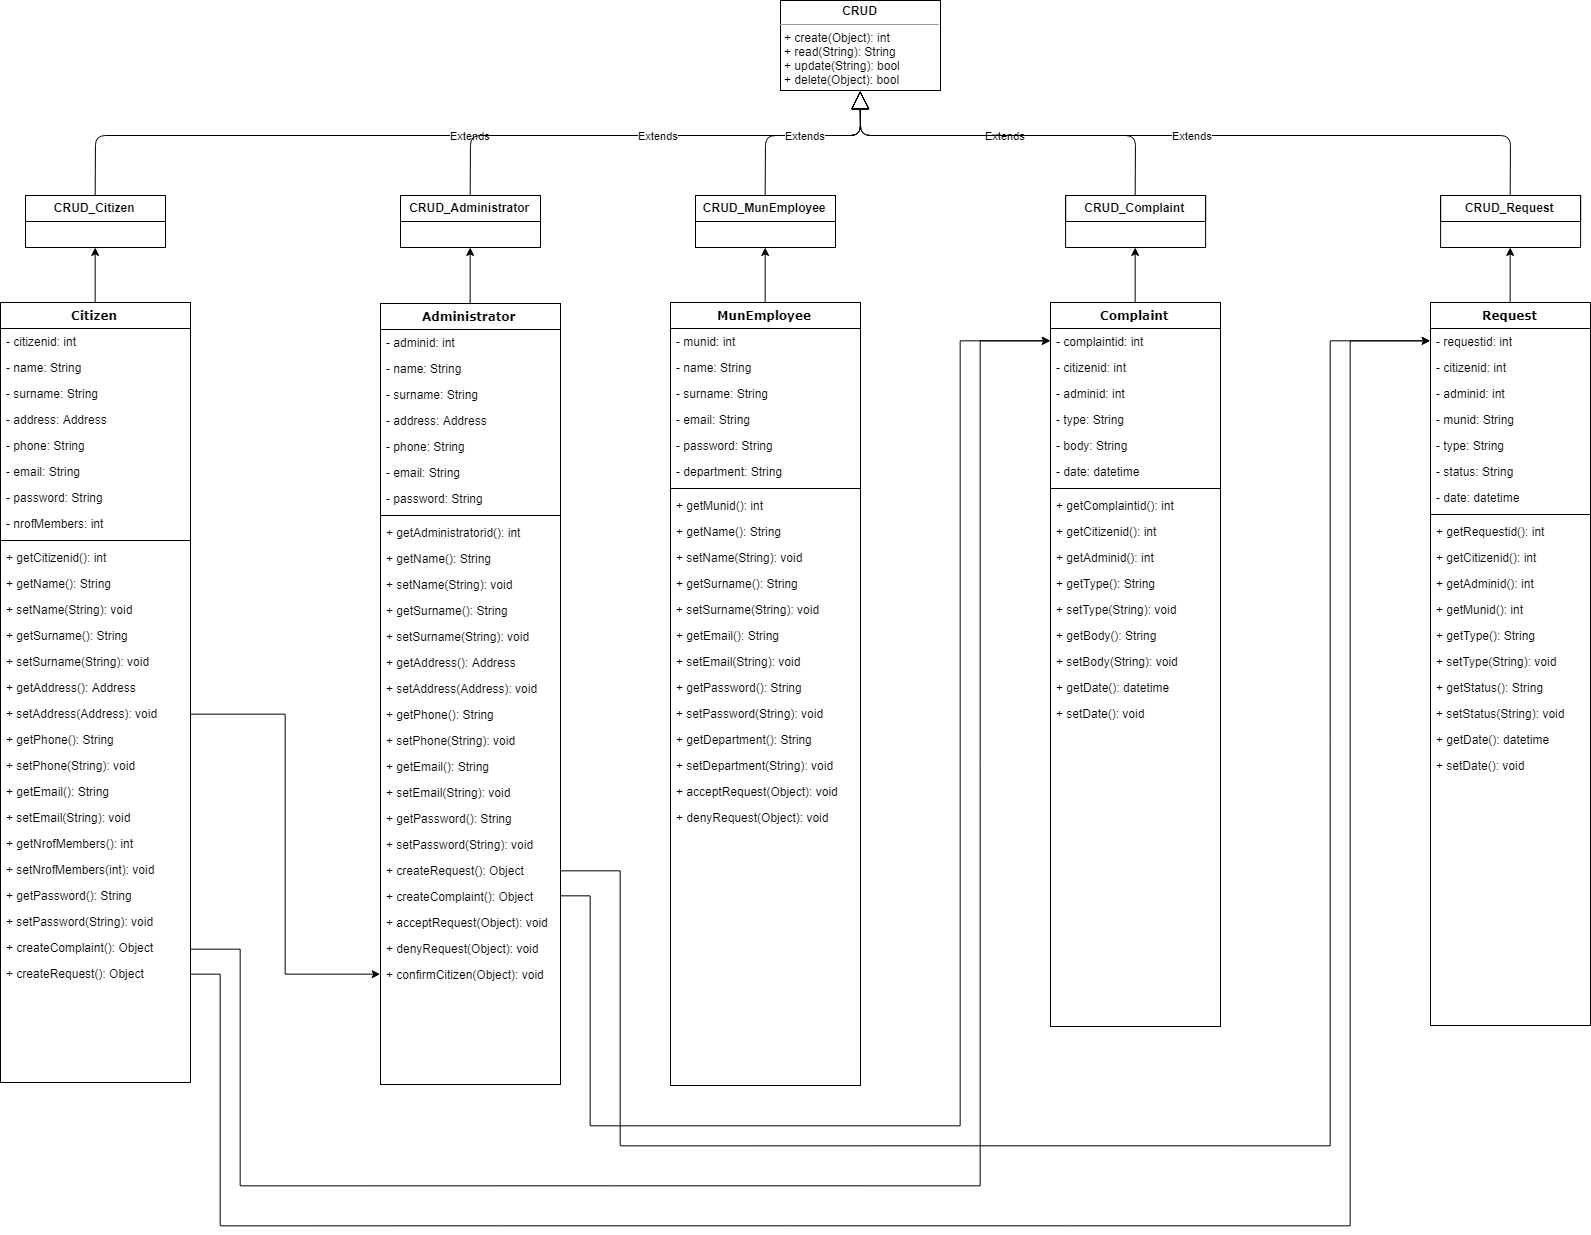 CRUD
+ create(Object): int
+ read(String): String
+ update(String): bool
+ delete(Object): bool
Extends
Extends
Extends
Extends
Extends
CRUD_Citizen
CRUD_Administrator
CRUD_MunEmployee
CRUD_Complaint
CRUD_Request
Citizen
- citizenid: int
- name: String
- surname: String
- address: Address
- phone: String
- email: String
- password: String
- nrofMembers: int
+ getCitizenid(): int
+ getName(): String
+ setName(String): void
+ getSurname(): String
+ setSurname(String): void
+ getAddress(): Address
+ setAddress(Address): void
+ getPhone(): String
+ setPhone(String): void
+ getEmail(): String
+ setEmail(String): void
+ getNrofMembers(): int
+ setNrofMembers(int): void
+ getPassword(): String
+ setPassword(String): void
+ createComplaint(): Object
+ createRequest(): Object
Administrator
- adminid: int
- name: String
- surname: String
- address: Address
- phone: String
- email: String
- password: String
+ getAdministratorid(): int
+ getName(): String
+ setName(String): void
+ getSurname(): String
+ setSurname(String): void
+ getAddress(): Address
+ setAddress(Address): void
+ getPhone(): String
+ setPhone(String): void
+ getEmail(): String
+ setEmail(String): void
+ getPassword(): String
+ setPassword(String): void
+ createRequest(): Object
+ createComplaint(): Object
+ acceptRequest(Object): void
+ denyRequest(Object): void
+ confirmCitizen(Object): void
MunEmployee
- munid: int
- name: String
- surname: String
- email: String
- password: String
- department: String
+ getMunid(): int
+ getName(): String
+ setName(String): void
+ getSurname(): String
+ setSurname(String): void
+ getEmail(): String
+ setEmail(String): void
+ getPassword(): String
+ setPassword(String): void
+ getDepartment(): String
+ setDepartment(String): void
+ acceptRequest(Object): void
+ denyRequest(Object): void
Complaint
- complaintid: int
- citizenid: int
- adminid: int
- type: String
- body: String
- date: datetime
+ getComplaintid(): int
+ getCitizenid(): int
+ getAdminid(): int
+ getType(): String
+ setType(String): void
+ getBody(): String
+ setBody(String): void
+ getDate(): datetime
+ setDate(): void
Request
- requestid: int
- citizenid: int
- adminid: int
- munid: String
- type: String
- status: String
- date: datetime
+ getRequestid(): int
+ getCitizenid(): int
+ getAdminid(): int
+ getMunid(): int
+ getType(): String
+ setType(String): void
+ getStatus(): String
+ setStatus(String): void
+ getDate(): datetime
+ setDate(): void